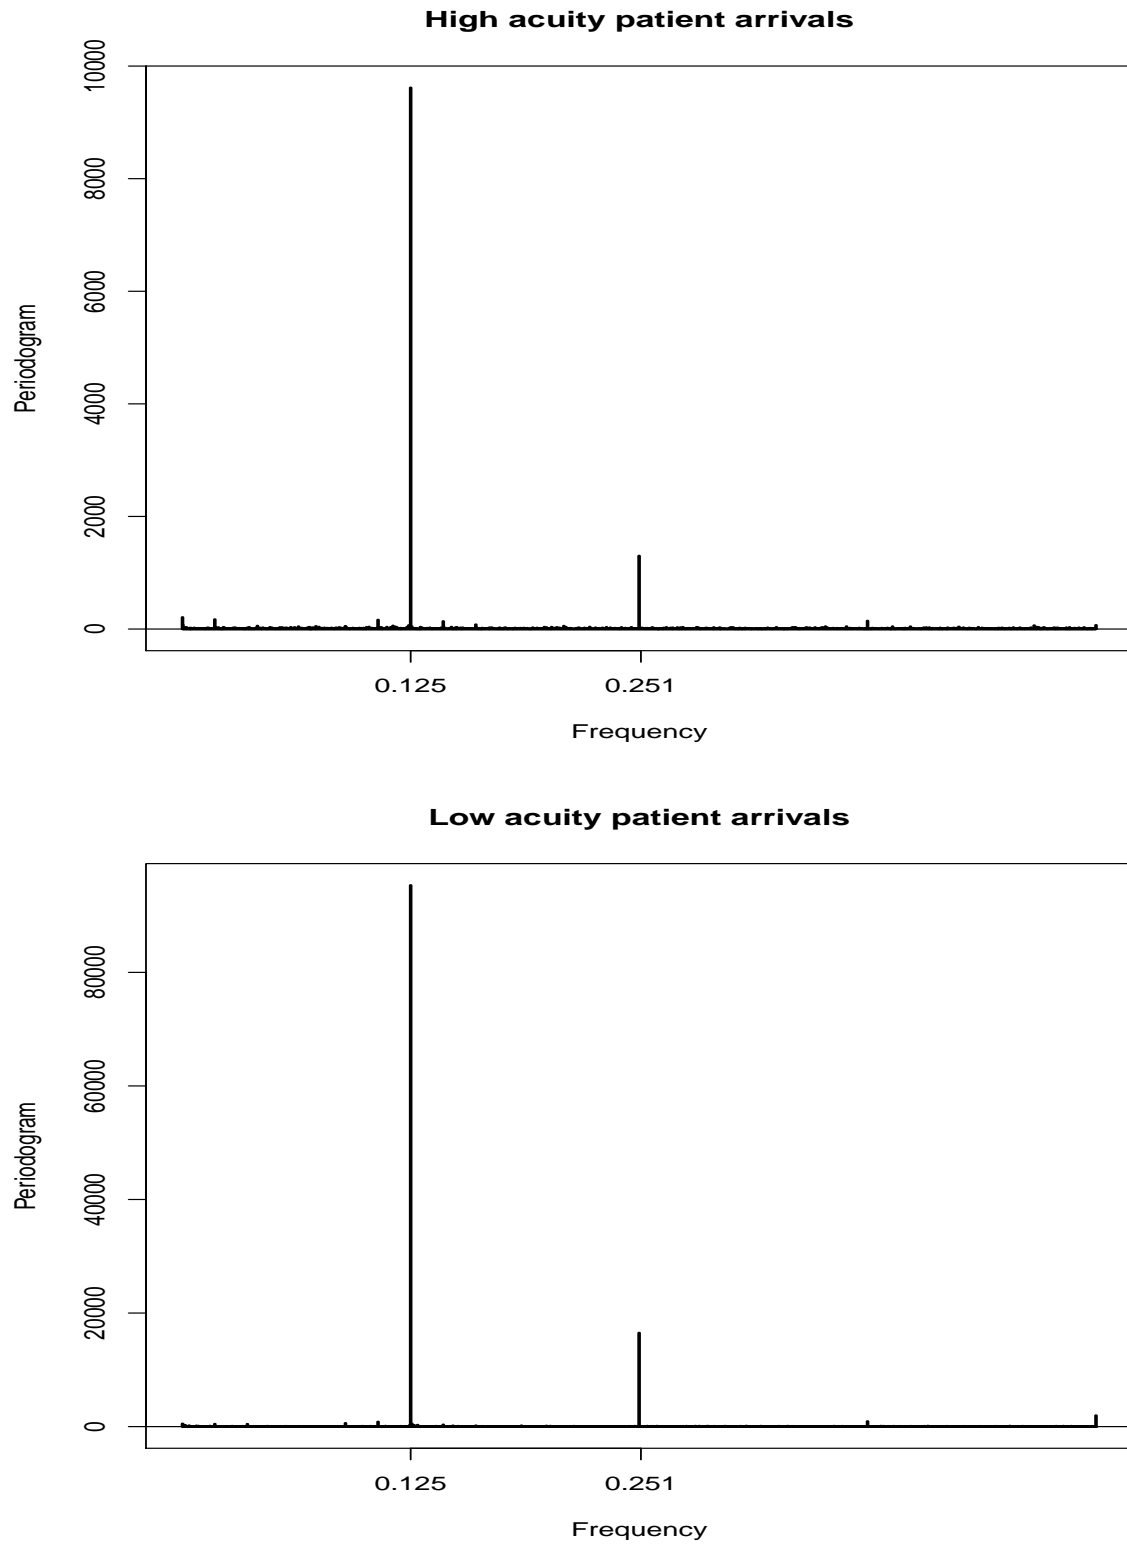 High acuity patient arrivals
10000
8000
6000
4000
2000
0
Periodogram
0.125 0.251
Frequency
Low acuity patient arrivals
80000
60000
40000
20000
0
Periodogram
0.125 0.251
Frequency